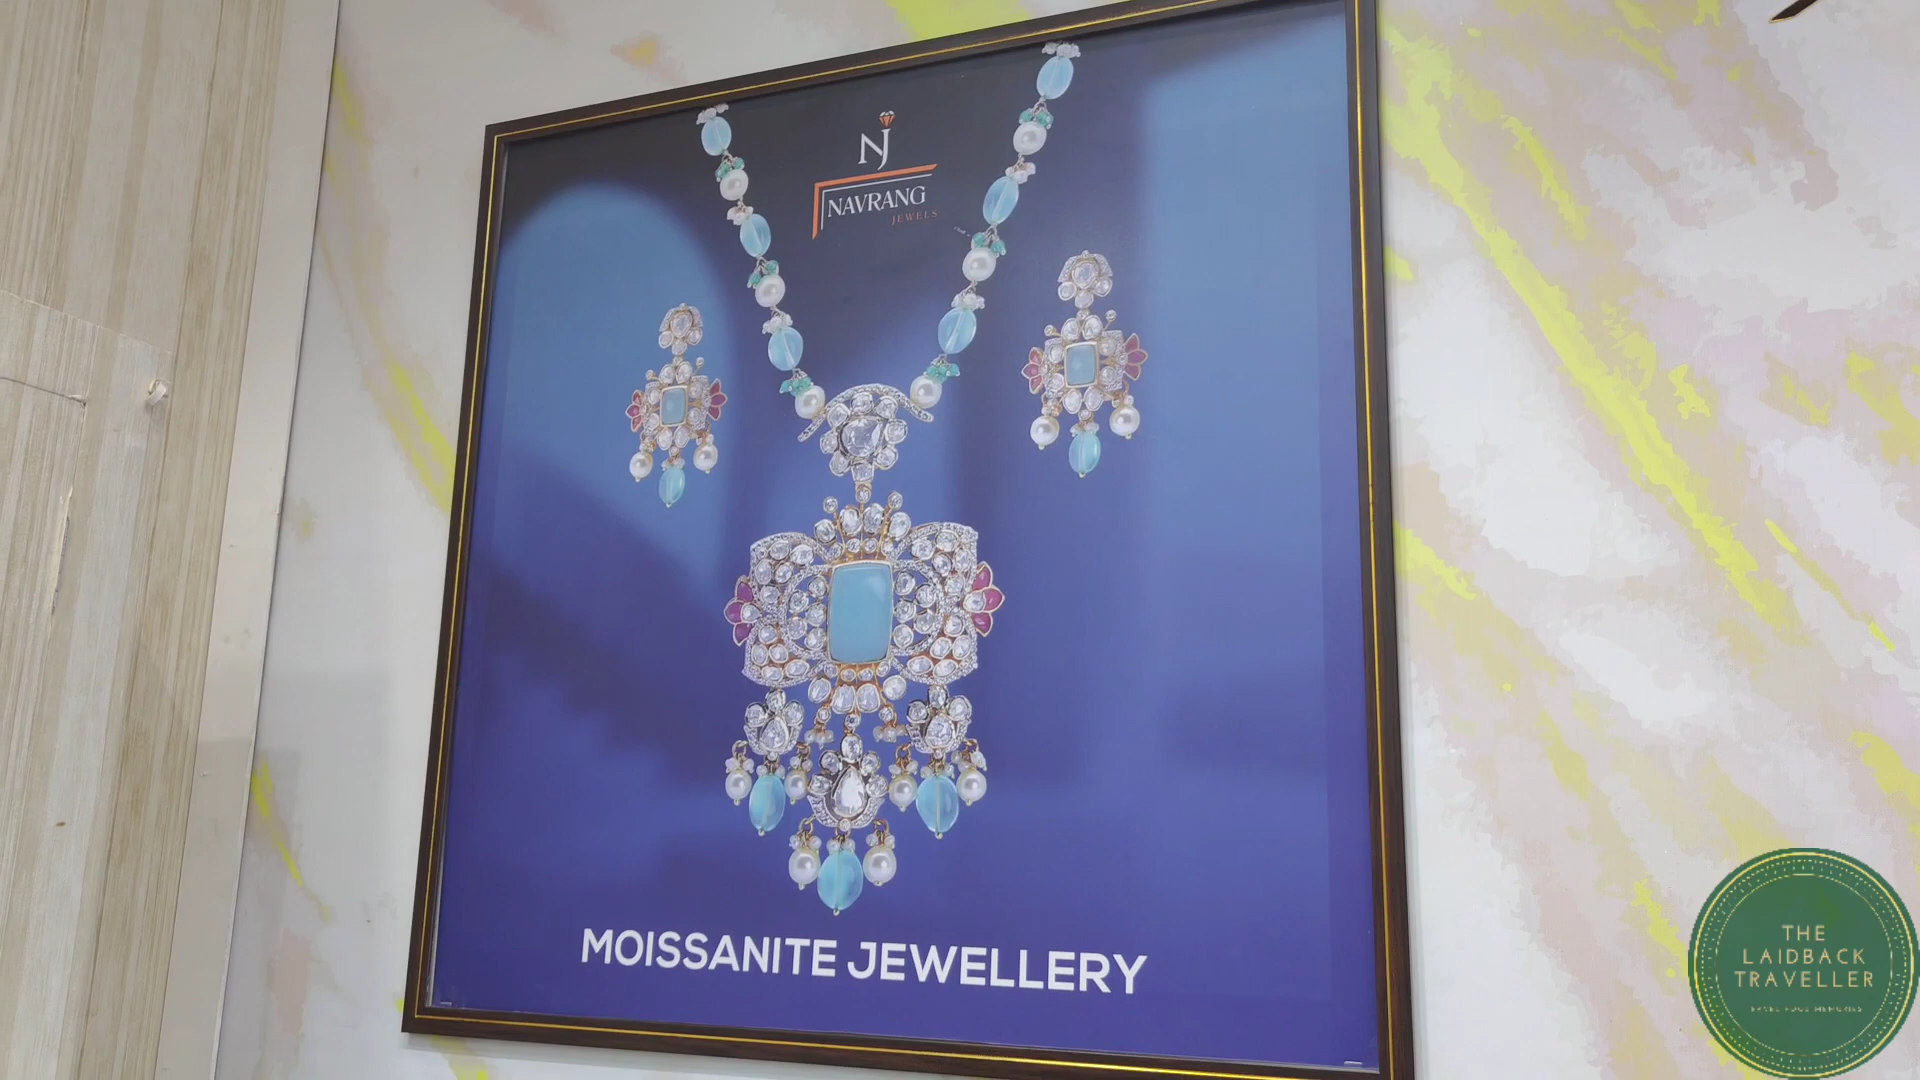 NJ
NAVRANG
JEWELS
MOISSANITE JEWELLERY
THE
LAIDBACK
TRAVELLER